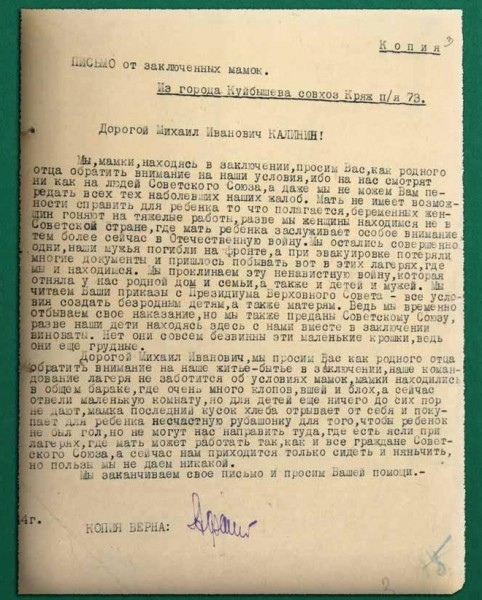 Копия
3
ПИСЬМО от заключенных мамок.
Из города Куйбышева совхоз Кряж п/я 73.
Дорогой Михаил Иванович КАЛИНИН!
Мы,мамки,находясь в заключении,просим Вас,как родного
отца обратить внимание на наши условия,ибо на нас смотрят
ни как на людей Советского Союза,а даже мы не можем Вам пе-
редать всех тех наболевших наших жалоб. Мать не имеет возмож-
ности справить для ребенка то что полагается,беременных жен-
щин гоняют на тяжелые работы,разве мы женщины находимся не в
Советской стране,где мать ребенка заслуживает особое внимание
тем более сейчас в Отечественную войну.Мы остались совершенно
одни,наши мужья погибли на фронте,а при эвакуировке потеряли
многие документы и пришлось побывать вот в этих лагерях,где
мы и находимся. Мы проклинаем эту ненавистную войну,которая
отняла у нас родной дом и семьи,а также и детей и мужей. Мы
читаем Ваши приказы с Президиума Верховного Совета - все усло-
вия создать безродным детям,а также матерям. Ведь мы временно
отбываем свое наказание,но мы также преданы Советскому Союзу,
разве наши дети находясь здесь с нами вместе в заключении
виноваты. Нет они совсем безвинны эти маленькие крошки,ведь
они еще грудные.
Дорогой Михаил Иванович,мы просим Вас как родного отца
обратить внимание на наше житье-бытье в заключении,наше коман-
дование лагеря не заботится об условиях мамок,мамки находились
в общем бараке,где очень много клопов,вшей и блох,а сейчас
отвели маленькую комнату,но для детей еще ничего до сих пор
не дают,мамка последний кусок хлеба отрывает от себя и поку-
пает для ребенка несчастную рубашонку для того,чтобы ребенок
не был гол,но не могут нас направить туда,где есть ясли при
лагерях,где мать может работать так,как и все граждане Совет-
ского Союза,а сейчас нам приходится только сидеть и няньчить,
но пользы мы не даем никакой.
Мы заканчиваем свое письмо и просим Вашей помощи.-
4г.
КОПИЯ ВЕРНА: